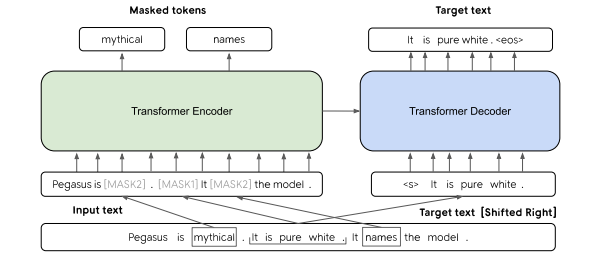 Masked tokens
Target text
mythical
names
It is pure white . <eos>
Transformer Encoder
Transformer Decoder
Pegasus is [MASK2] . [MASK1] It [MASK2] the model .
<s> It is pure white .
Input text
Target text [Shifted Right]
Pegasus is mythical . It is pure white . It names the model .